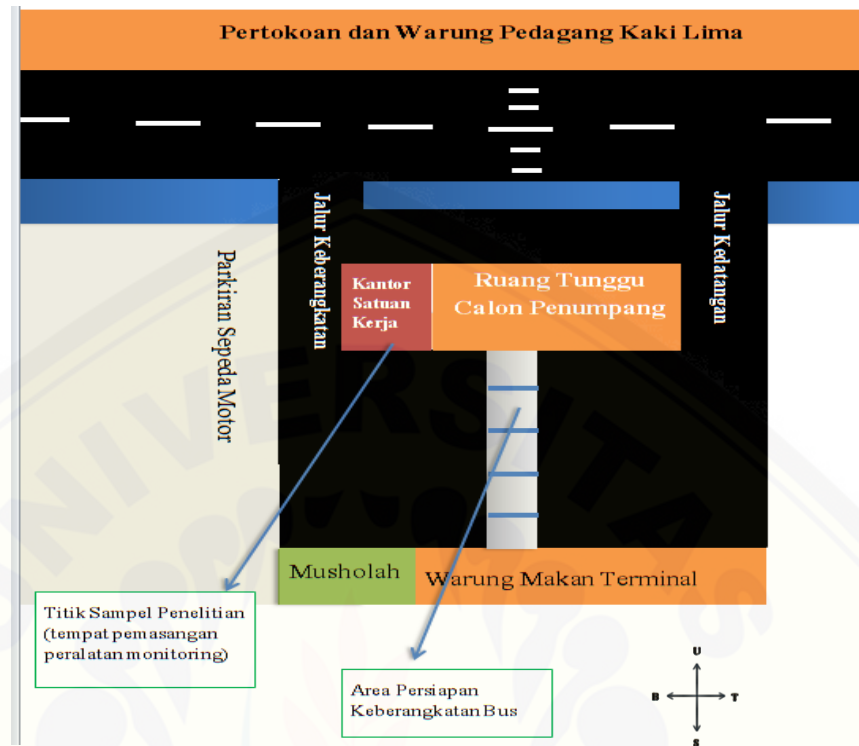 Pertokoan dan Warung Pedagang Kaki Lima
Jalur Keberangkatan
Jalur Kedatangan
Parkiran Sepeda Motor
Kantor
Satuan
Kerja
Ruang Tunggu
Calon Penumpang
Musholah
Warung Makan Terminal
Titik Sampel Penelitian
(tempat pemasangan
peralatan monitoring)
Area Persiapan
Keberangkatan Bus
U
B
T
S
UNIVERSITAS